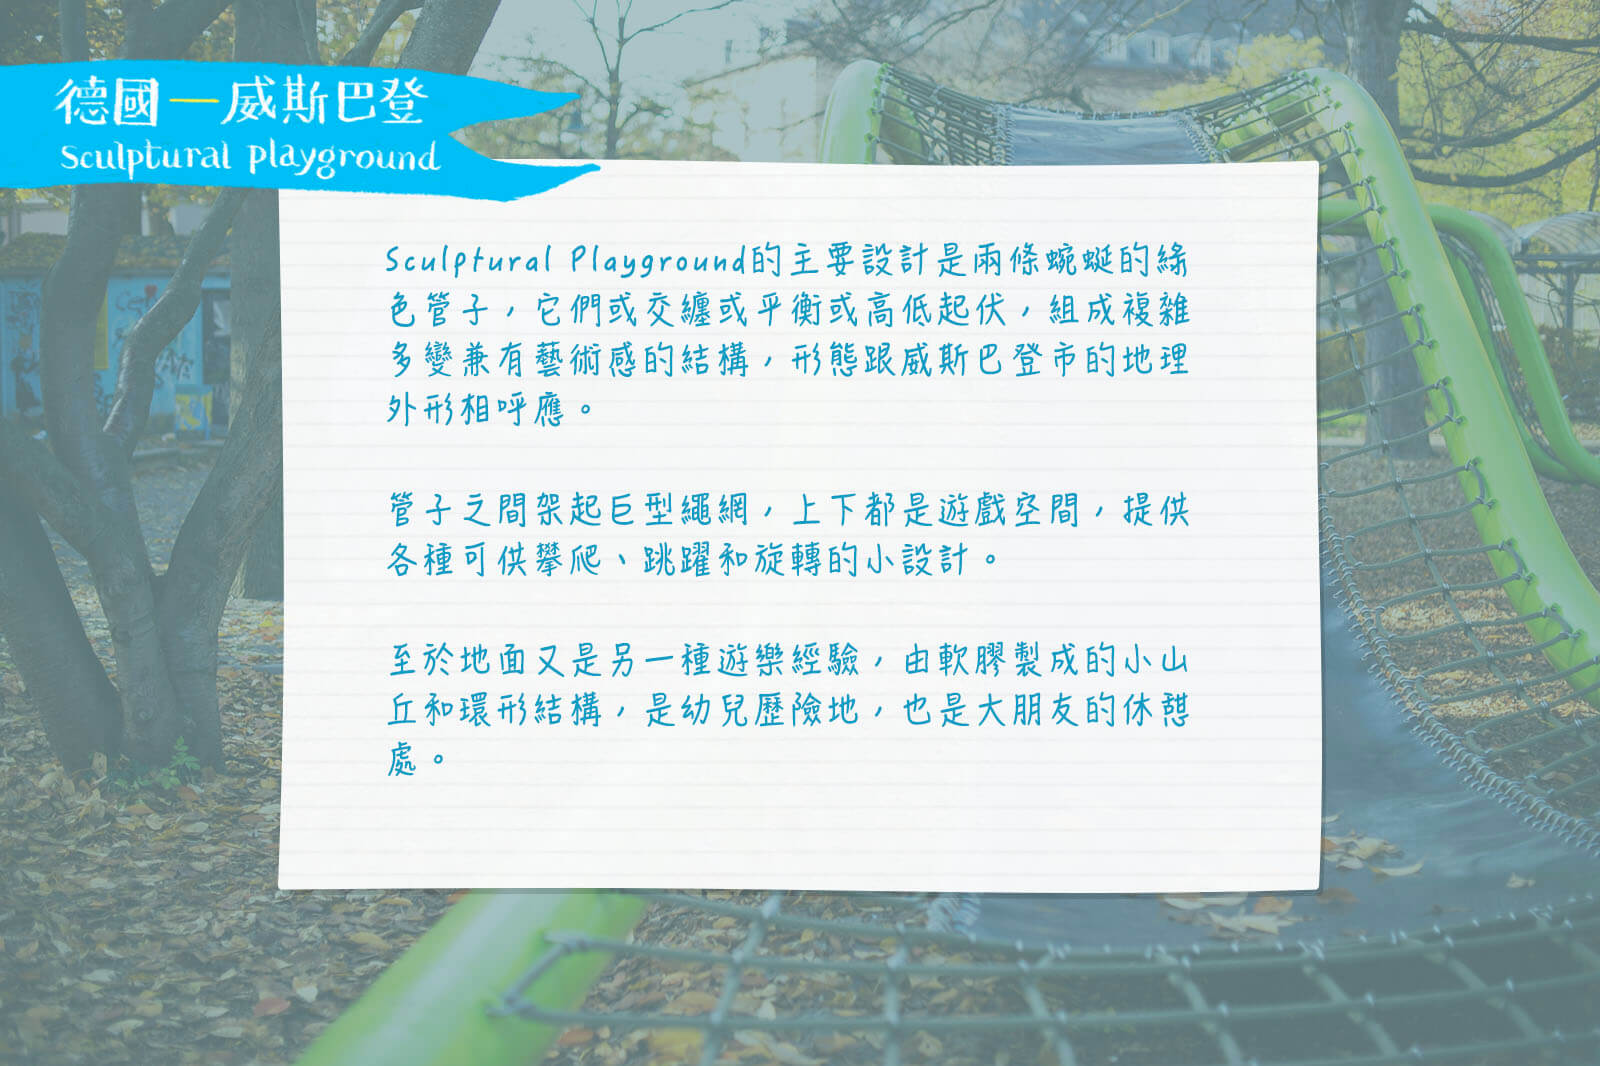 德國—威斯巴登
Sculptural playground
Sculptural Playground的主要設計是兩條蜿蜒的綠
色管子，它們或交纏或平衡或高低起伏，組成複雜
多變兼有藝術感的結構，形態跟威斯巴登市的地理
外形相呼應。
管子之間架起巨型繩網，上下都是遊戲空間，提供
各種可供攀爬、跳躍和旋轉的小設計。
至於地面又是另一種遊樂經驗，由軟膠製成的小山
丘和環形結構，是幼兒歷險地，也是大朋友的休憩
處。